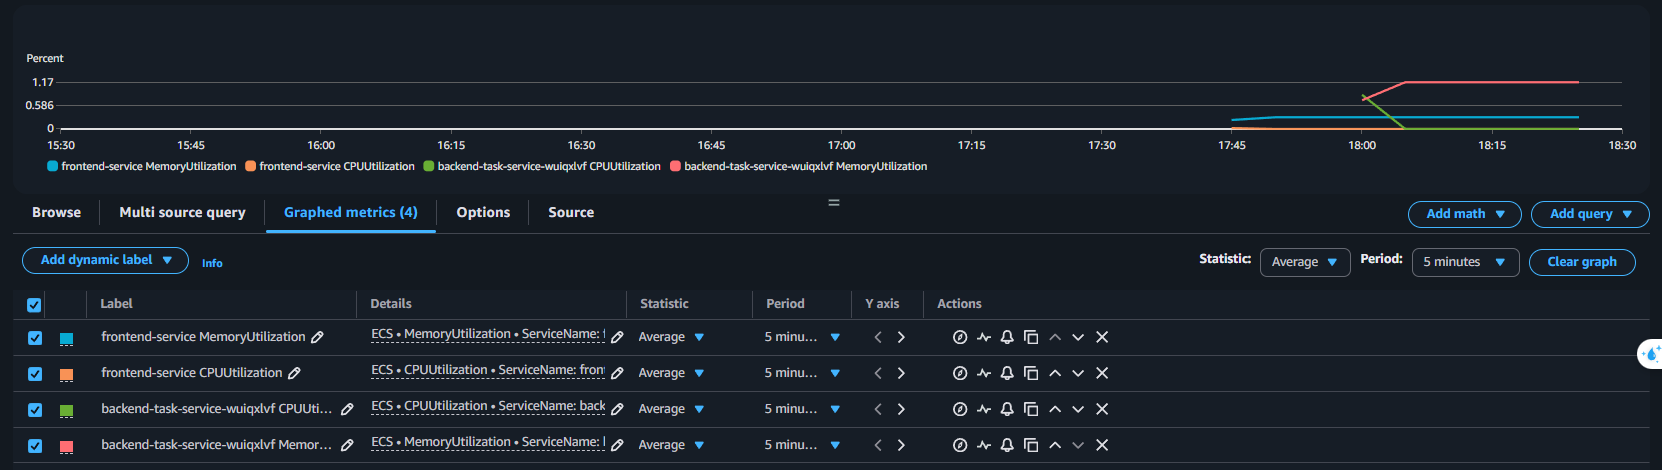 Percent
1.17
0.586
0
15:30 15:45 16:00 16:15 16:30 16:45 17:00 17:15 17:30 17:45 18:00 18:15 18:30
frontend-service MemoryUtilization frontend-service CPUUtilization backend-task-service-wuiqxlvf CPUUtilization backend-task-service-wuiqxlvf MemoryUtilization
Browse Multi source query Graphed metrics (4) Options Source Add math Add query
Add dynamic label Info Statistic: Average Period: 5 minutes Clear graph
Label Details Statistic Period Y axis Actions
frontend-service MemoryUtilization ECS • MemoryUtilization • ServiceName: f Average 5 minu...
frontend-service CPUUtilization ECS • CPUUtilization • ServiceName: fron Average 5 minu...
backend-task-service-wuiqxlvf CPUUti... ECS • CPUUtilization • ServiceName: back Average 5 minu...
backend-task-service-wuiqxlvf Memor... ECS • MemoryUtilization • ServiceName: Average 5 minu...